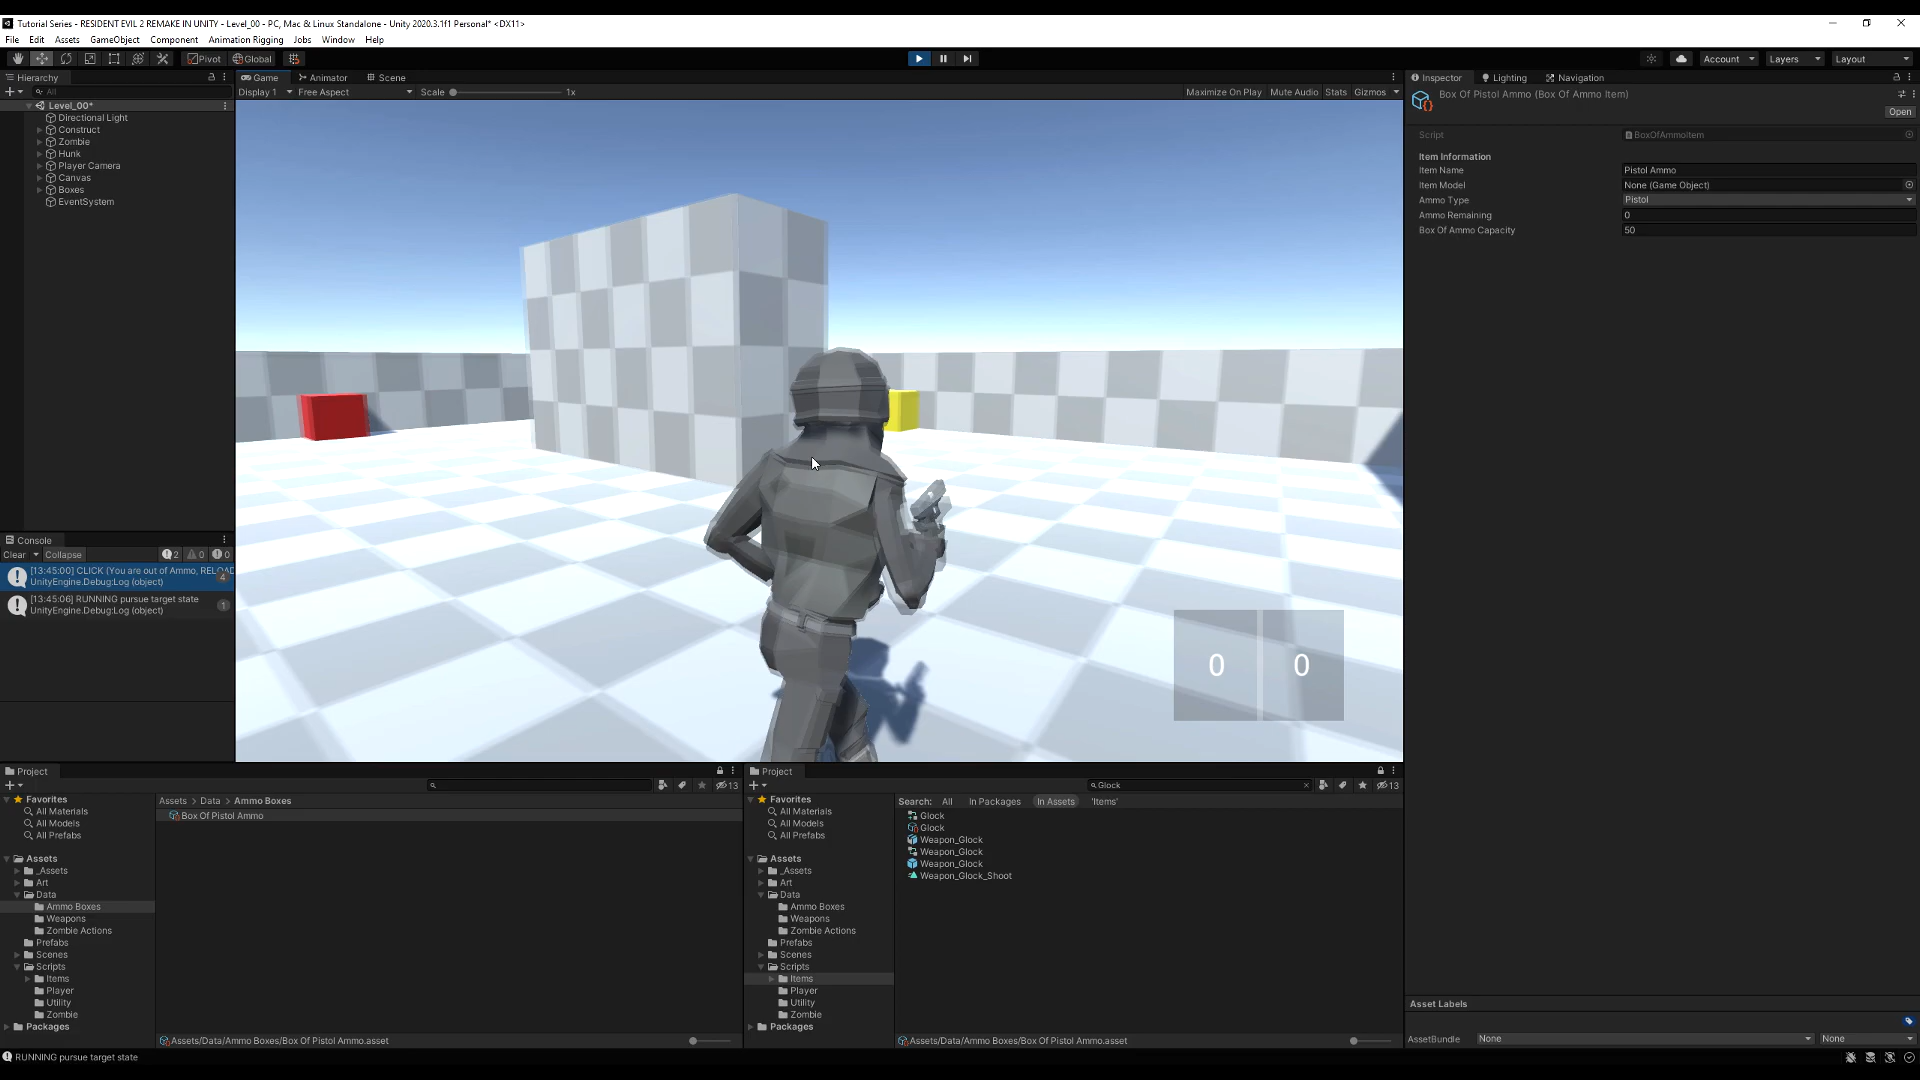 Tutorial Series - RESIDENT EVIL 2 REMAKE IN UNITY - Level_00 - PC, Mac & Linux Standalone - Unity 2020.3.1f1 Personal* <DX11>
File Edit Assets GameObject Component Animation Rigging Jobs Window Help
Pivot Global Account Layers Layout
Hierarchy
All
Level_00*
Directional Light
Construct
Zombie
Hunk
Player Camera
Canvas
Boxes
EventSystem
Game Animator Scene
Display 1 Free Aspect Scale 1x Maximize On Play Mute Audio Stats Gizmos
0 0
Inspector Lighting Navigation
Box Of Pistol Ammo (Box Of Ammo Item)
Open
Script BoxOfAmmoItem
Item Information
Item Name Pistol Ammo
Item Model None (Game Object)
Ammo Type Pistol
Ammo Remaining 0
Box Of Ammo Capacity 50
Console
Clear Collapse 2 0 0
[13:45:00] CLICK (You are out of Ammo, RELOA
UnityEngine.Debug:Log (object) 4
[13:45:06] RUNNING pursue target state
UnityEngine.Debug:Log (object) 1
Project
13
Favorites
All Materials
All Models
All Prefabs
Assets
_Assets
Art
Data
Ammo Boxes
Weapons
Zombie Actions
Prefabs
Scenes
Scripts
Items
Player
Utility
Zombie
Packages
Assets > Data > Ammo Boxes
Box Of Pistol Ammo
Assets/Data/Ammo Boxes/Box Of Pistol Ammo.asset
Project
Glock
13
Favorites
All Materials
All Models
All Prefabs
Assets
_Assets
Art
Data
Ammo Boxes
Weapons
Zombie Actions
Prefabs
Scenes
Scripts
Items
Player
Utility
Zombie
Packages
Search: All In Packages In Assets 'Items'
Glock
Glock
Weapon_Glock
Weapon_Glock
Weapon_Glock
Weapon_Glock_Shoot
Assets/Data/Ammo Boxes/Box Of Pistol Ammo.asset
Asset Labels
AssetBundle None None
RUNNING pursue target state